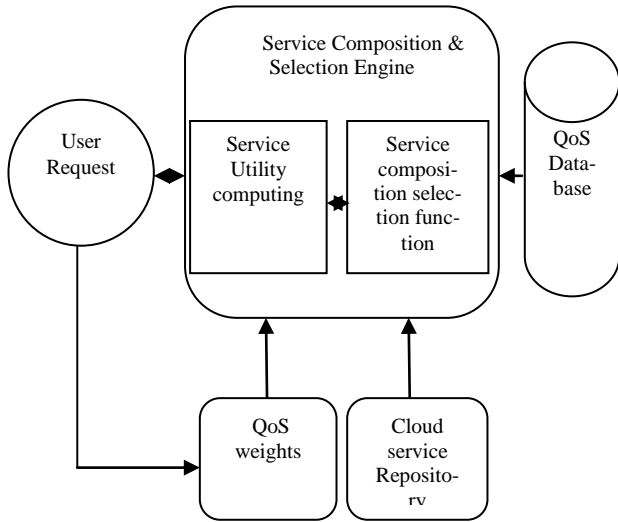 Service Composition &
Selection Engine
User
Request
Service
Utility
computing
Service
composi-
tion selec-
tion func-
tion
QoS
Data-
base
QoS
weights
Cloud
service
Reposito-
ry